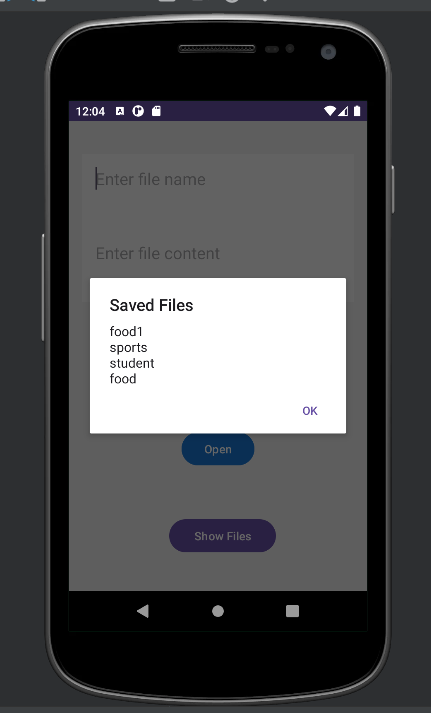 12:04
Enter file name
Enter file content
Saved Files
food1
sports
student
food
OK
Open
Show Files